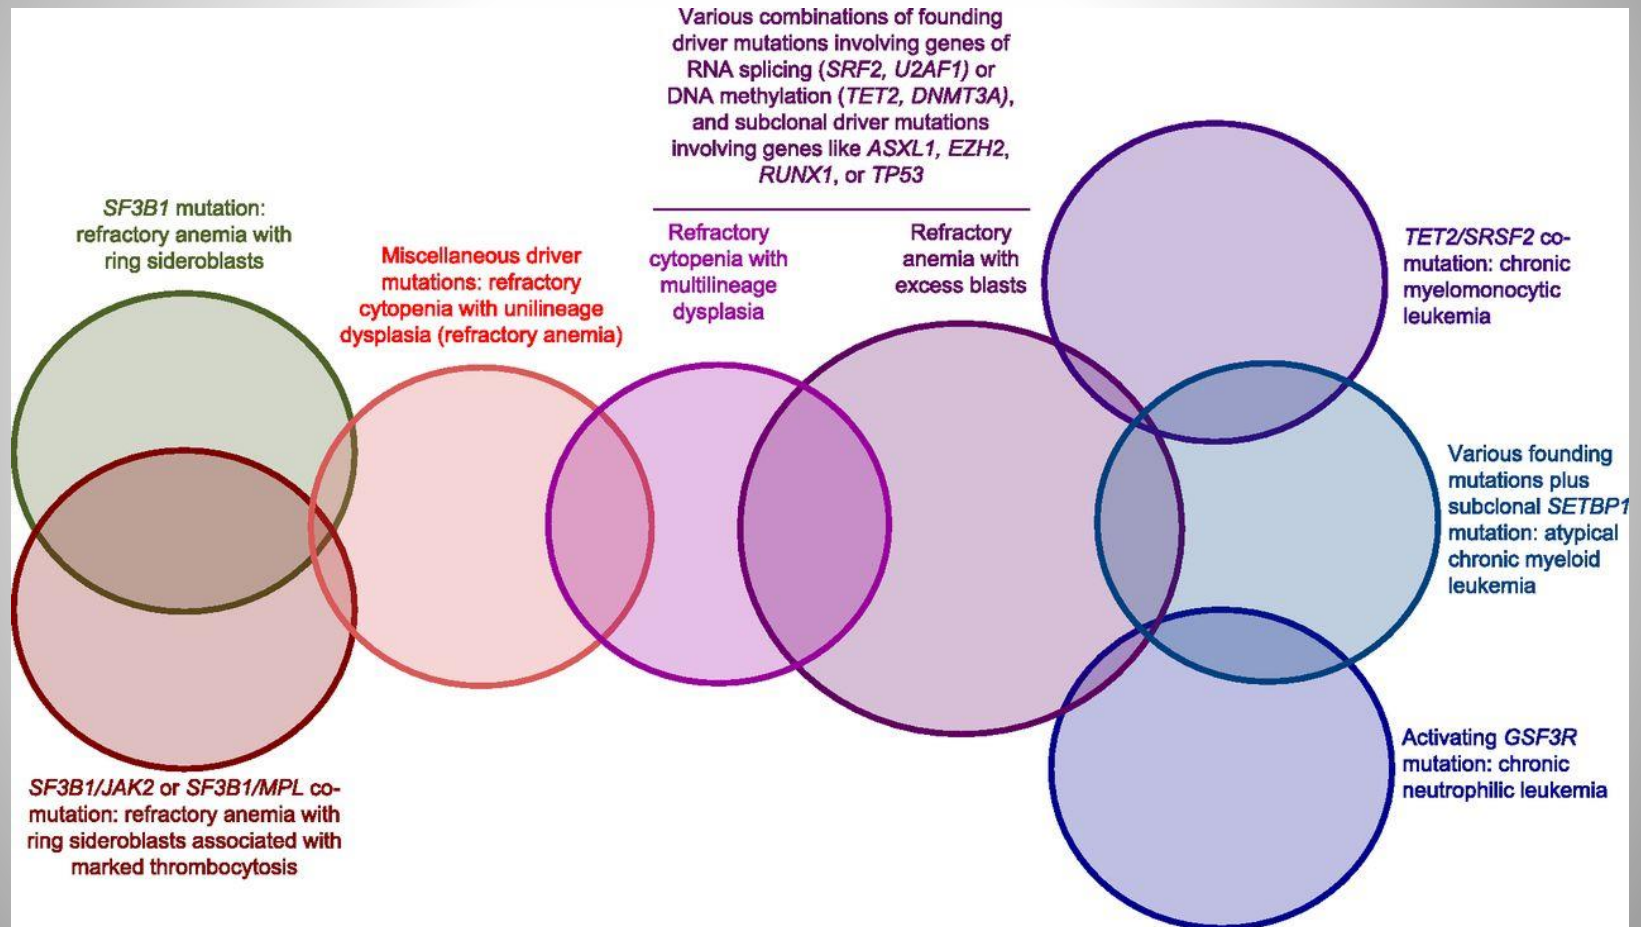 Various combinations of founding
driver mutations involving genes of
RNA splicing (SRF2, U2AF1) or
DNA methylation (TET2, DNMT3A),
and subclonal driver mutations
involving genes like ASXL1, EZH2,
RUNX1, or TP53
SF3B1 mutation:
refractory anemia with
ring sideroblasts
Miscellaneous driver
mutations: refractory
cytopenia with unilineage
dysplasia (refractory anemia)
Refractory
cytopenia with
multilineage
dysplasia
Refractory
anemia with
excess blasts
TET2/SRSF2 co-
mutation: chronic
myelomonocytic
leukemia
Various founding
mutations plus
subclonal SETBP1
mutation: atypical
chronic myeloid
leukemia
Activating GSF3R
mutation: chronic
neutrophilic leukemia
SF3B1/JAK2 or SF3B1/MPL co-
mutation: refractory anemia with
ring sideroblasts associated with
marked thrombocytosis